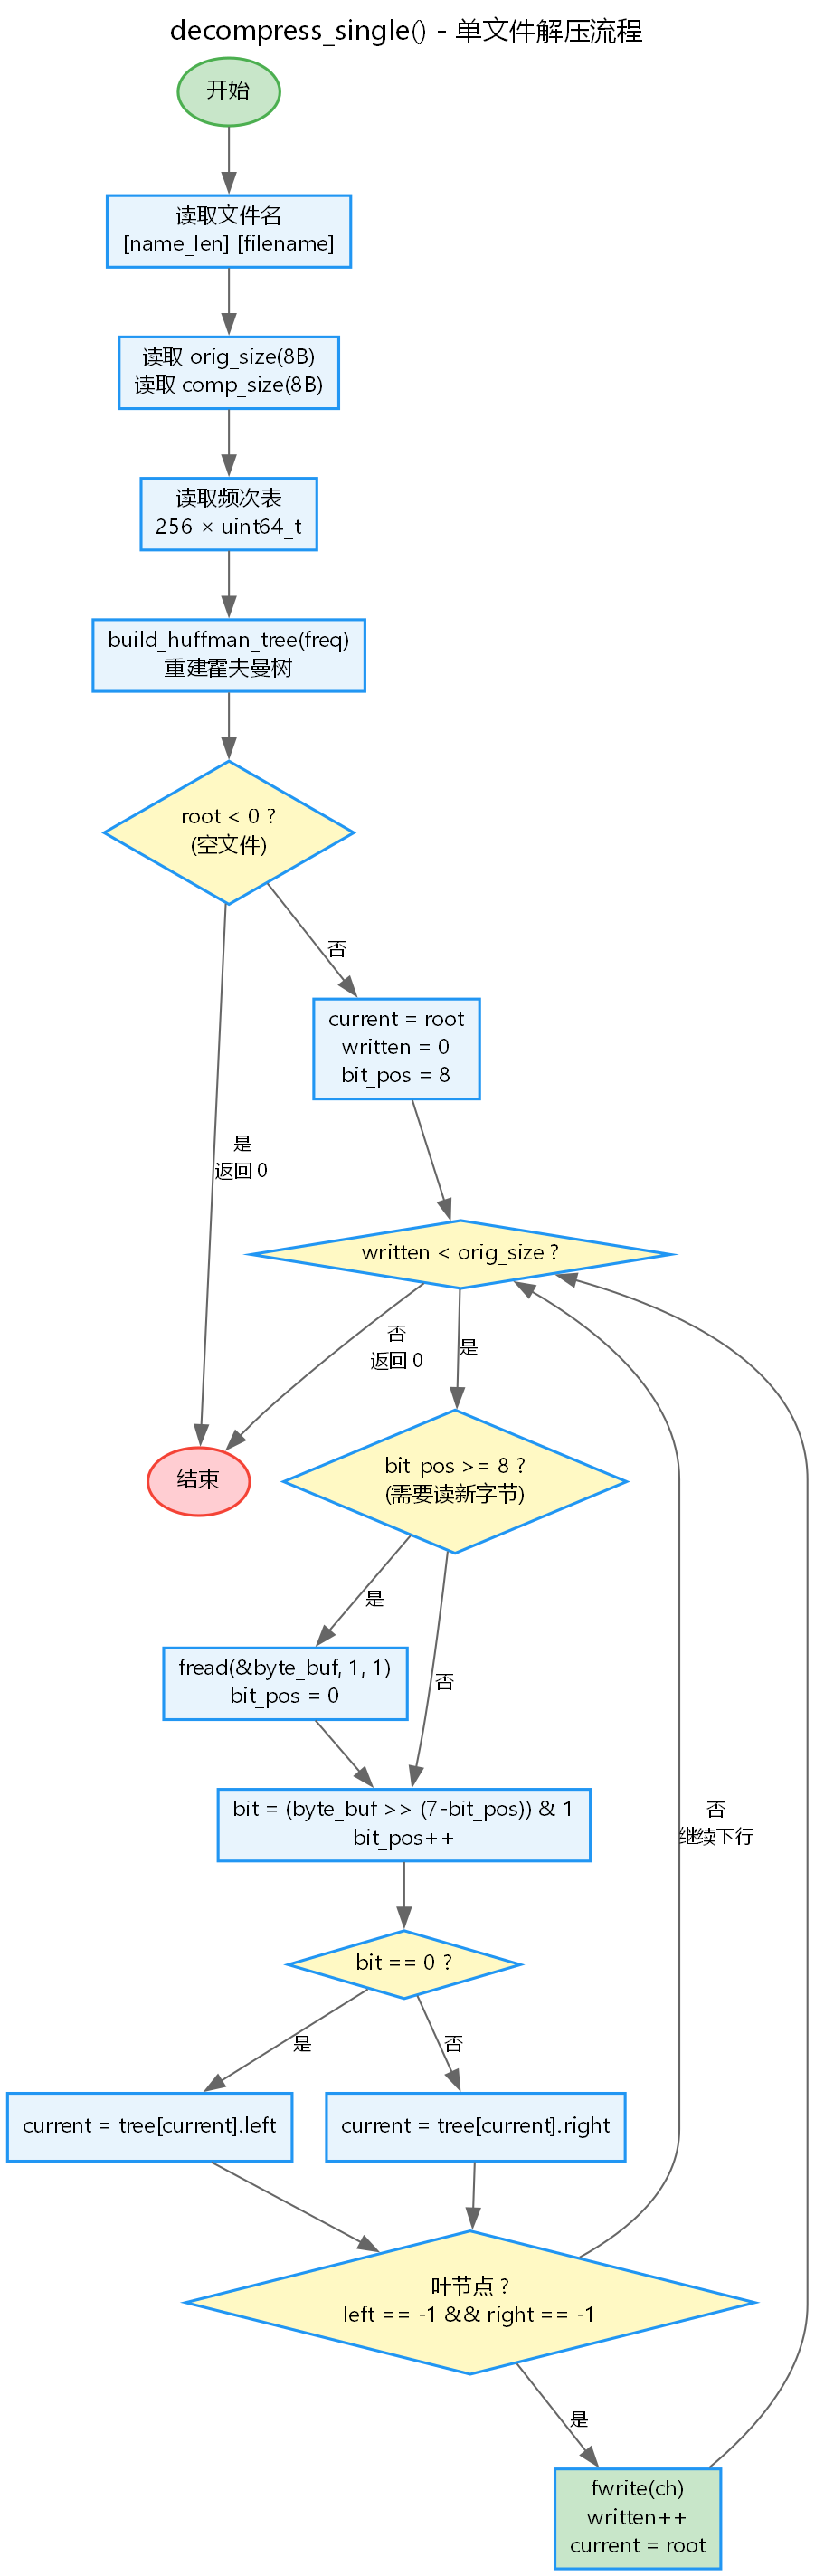 decompress_single() - 单文件解压流程
开始
读取文件名
[name_len] [filename]
读取 orig_size(8B)
读取 comp_size(8B)
读取频次表
256 × uint64_t
build_huffman_tree(freq)
重建霍夫曼树
root < 0 ?
(空文件)
否
current = root
written = 0
bit_pos = 8
是
返回 0
written < orig_size ?
否
返回 0
是
bit_pos >= 8 ?
(需要读新字节)
结束
是
fread(&byte_buf, 1, 1)
bit_pos = 0
否
bit = (byte_buf >> (7-bit_pos)) & 1
bit_pos++
否
继续下行
bit == 0 ?
是
否
current = tree[current].left
current = tree[current].right
叶节点 ?
left == -1 && right == -1
是
fwrite(ch)
written++
current = root